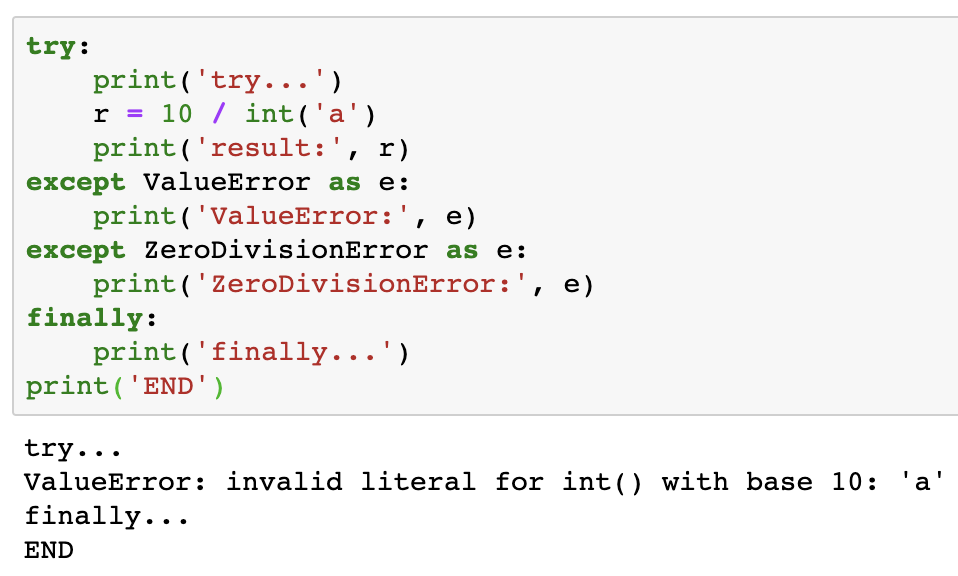 try:
    print('try...')
    r = 10 / int('a')
    print('result:', r)
except ValueError as e:
    print('ValueError:', e)
except ZeroDivisionError as e:
    print('ZeroDivisionError:', e)
finally:
    print('finally...')
print('END')
try...
ValueError: invalid literal for int() with base 10: 'a'
finally...
END